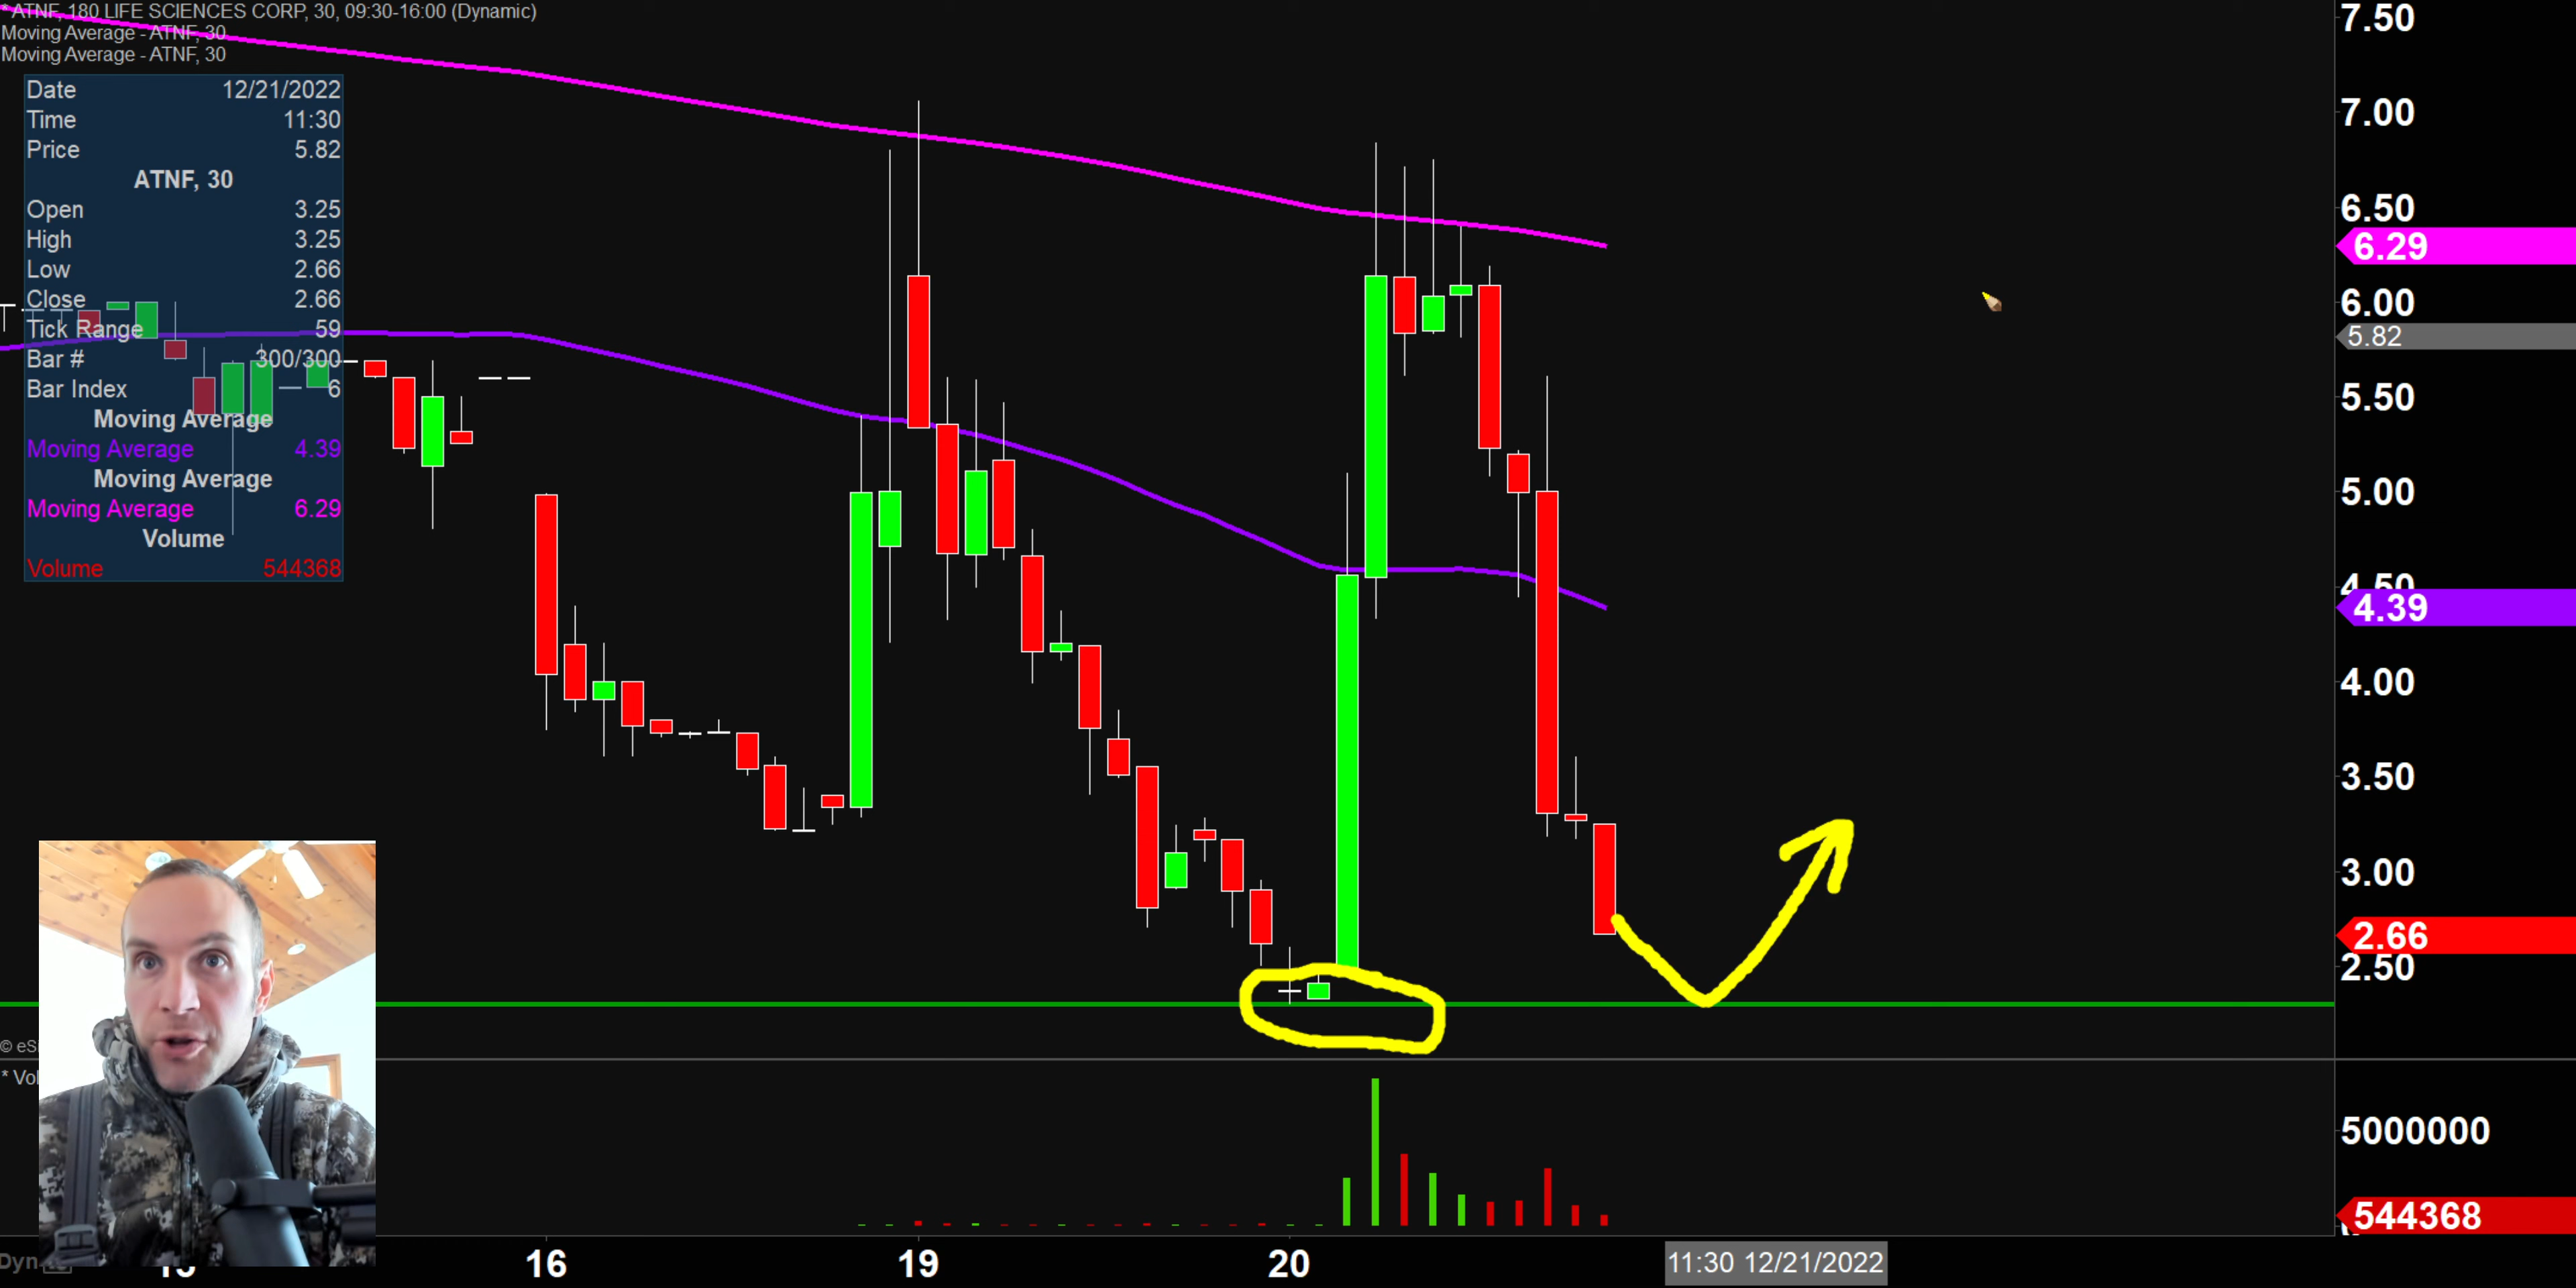 * ATNF, 180 LIFE SCIENCES CORP, 30, 09:30-16:00 (Dynamic)
Moving Average - ATNF, 30
Moving Average - ATNF, 30
Date 12/21/2022
Time 11:30
Price 5.82
ATNF, 30
Open 3.25
High 3.25
Low 2.66
Close 2.66
Tick Range 59
Bar # 300/300
Bar Index 6
Moving Average
Moving Average 4.39
Moving Average
Moving Average 6.29
Volume
Volume 544368
7.50
7.00
6.50
6.29
6.00
5.82
5.50
5.00
4.50
4.39
4.00
3.50
3.00
2.66
2.50
5000000
544368
16
19
20
11:30 12/21/2022